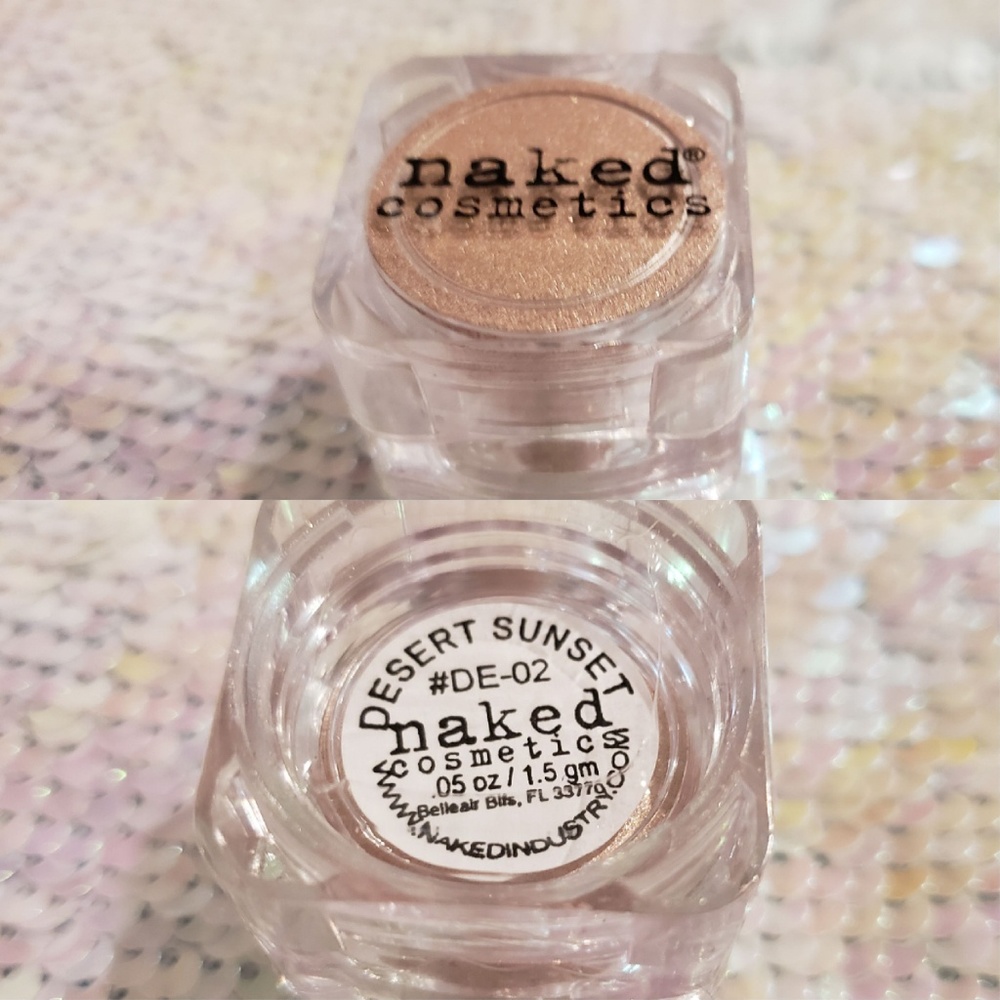 naked®
cosmetics
DESERT SUNSET
#DE-02
naked
cosmetics
.05 oz / 1.5 gm
Belleair Blfs, FL 33770
WWW.NAKEDINDUSTRY.COM